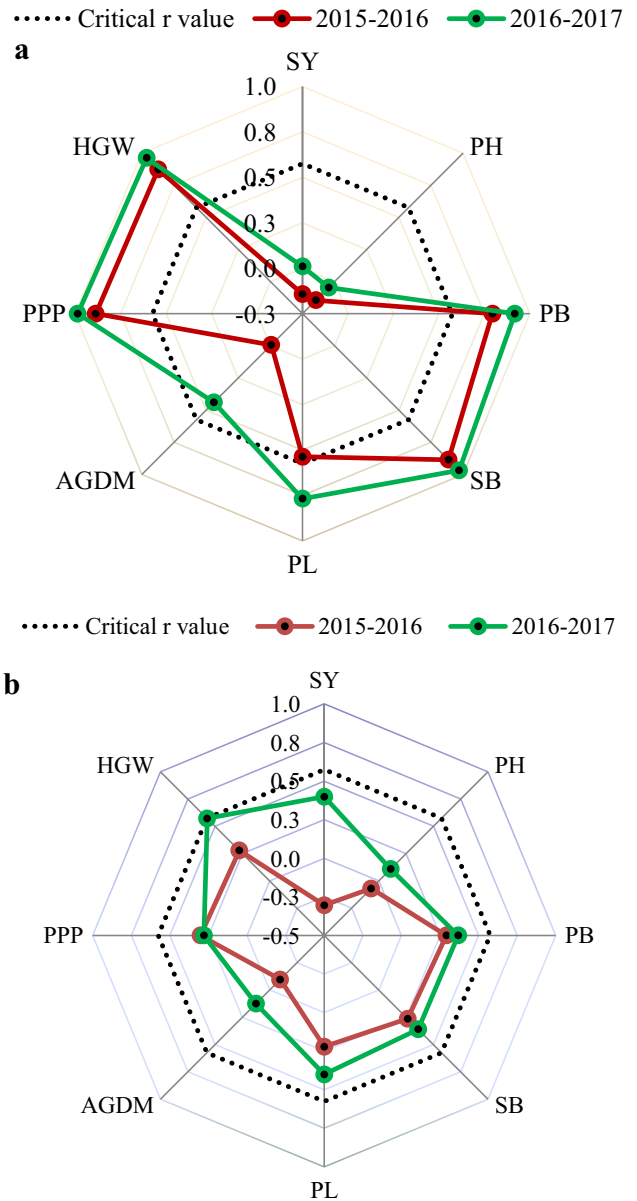 Critical r value 2015-2016 2016-2017
a
SY
1.0
0.8
0.5
0.3
0.0
-0.3
HGW
PH
PPP
PB
AGDM
SB
PL
Critical r value 2015-2016 2016-2017
b
SY
1.0
0.8
0.5
0.3
0.0
-0.3
-0.5
HGW
PH
PPP
PB
AGDM
SB
PL